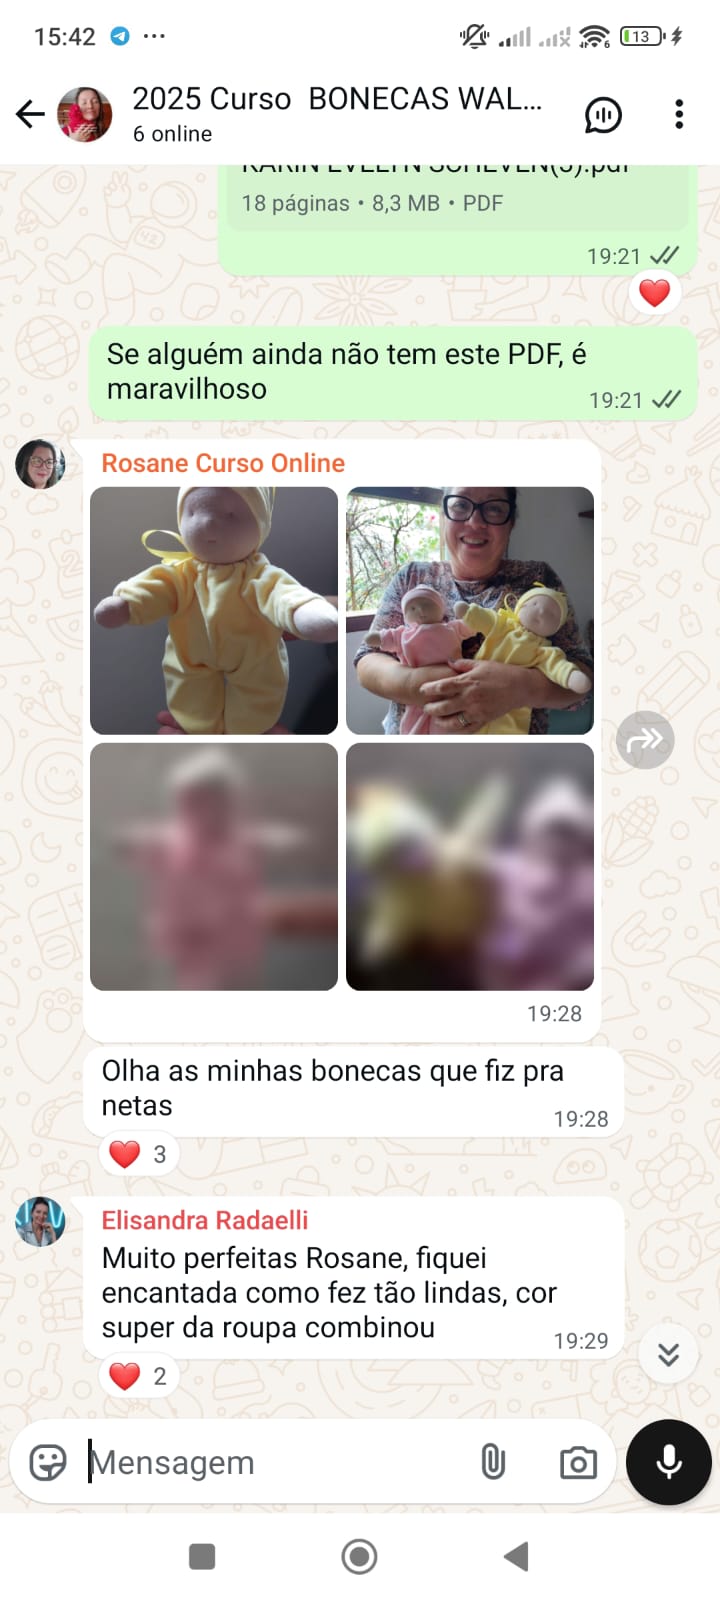 15:42
13
2025 Curso BONECAS WAL...
6 online
18 páginas • 8,3 MB • PDF
19:21
Se alguém ainda não tem este PDF, é
maravilhoso
19:21
Rosane Curso Online
19:28
Olha as minhas bonecas que fiz pra
netas
19:28
3
Elisandra Radaelli
Muito perfeitas Rosane, fiquei
encantada como fez tão lindas, cor
super da roupa combinou
19:29
2
Mensagem